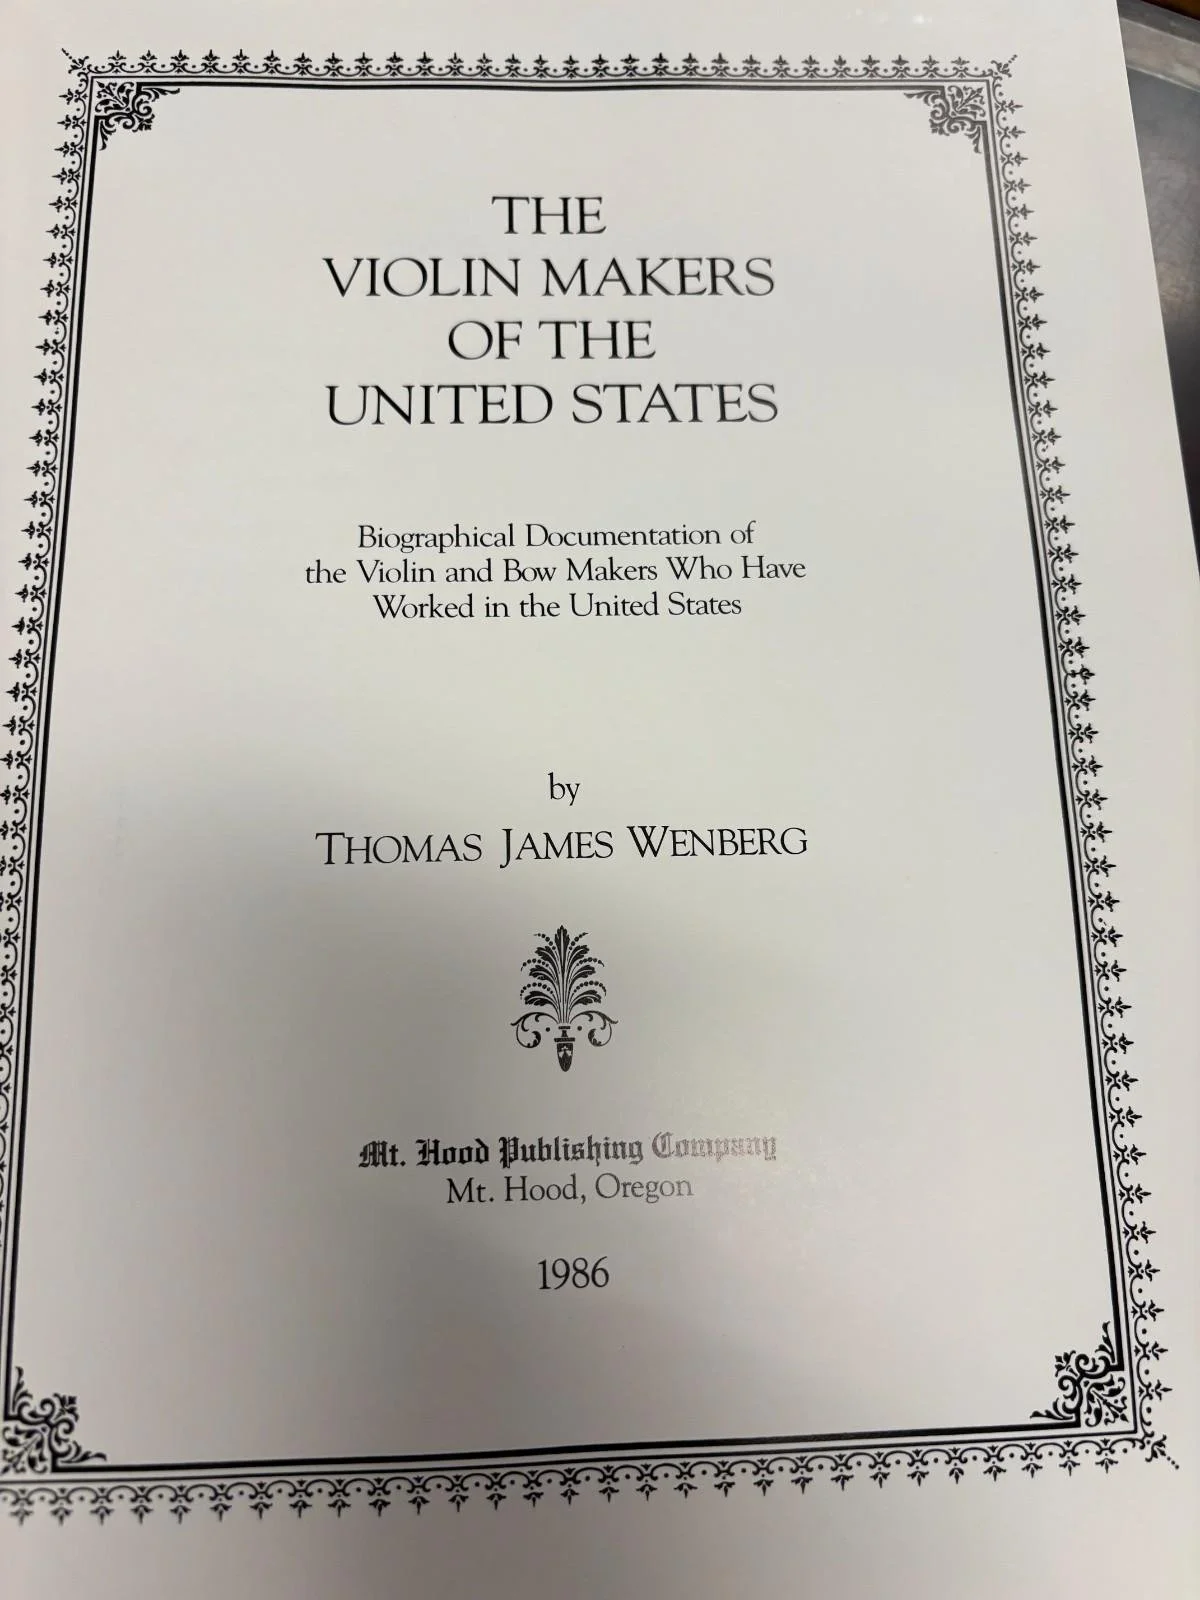 THE
VIOLIN MAKERS
OF THE
UNITED STATES
Biographical Documentation of
the Violin and Bow Makers Who Have
Worked in the United States
by
THOMAS JAMES WENBERG
Mt. Hood Publishing Company
Mt. Hood, Oregon
1986